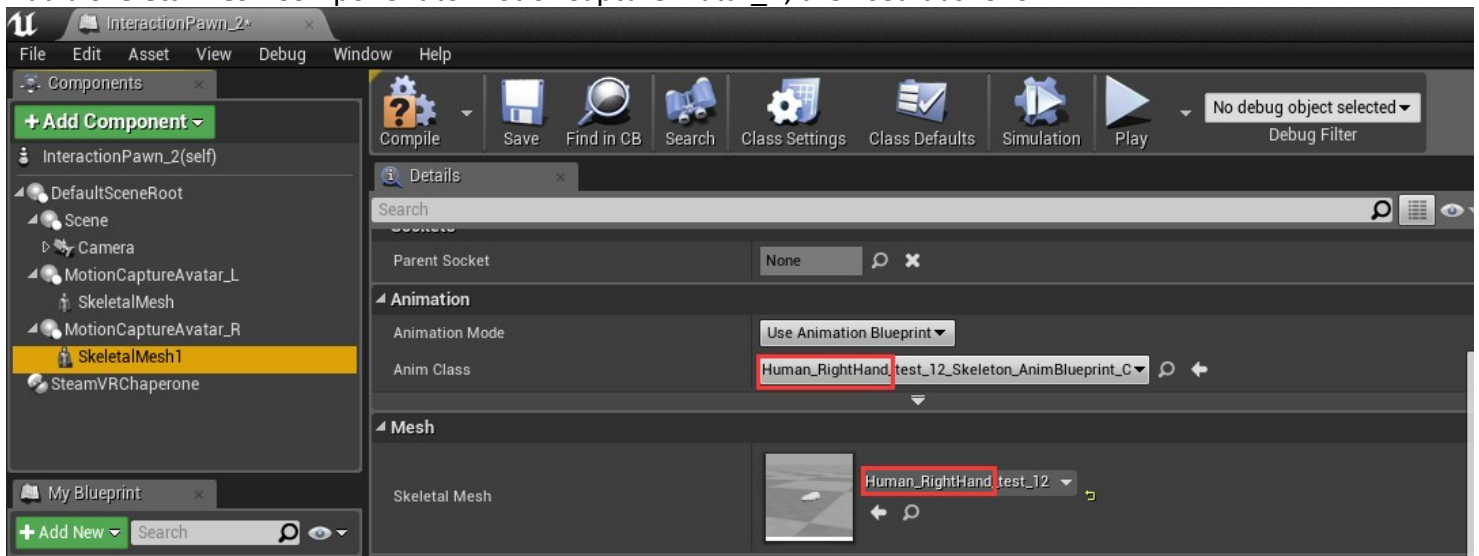 InteractionPawn_2*
File Edit Asset View Debug Window Help
Components
+ Add Component
InteractionPawn_2(self)
DefaultSceneRoot
Scene
Camera
MotionCaptureAvatar_L
SkeletalMesh
MotionCaptureAvatar_R
SkeletalMesh1
SteamVRChaperone
My Blueprint
+ Add New Search
Compile Save Find in CB Search Class Settings Class Defaults Simulation Play
No debug object selected
Debug Filter
Details
Search
Parent Socket None
Animation
Animation Mode Use Animation Blueprint
Anim Class Human_RightHand_test_12_Skeleton_AnimBlueprint_C
Mesh
Skeletal Mesh Human_RightHand_test_12